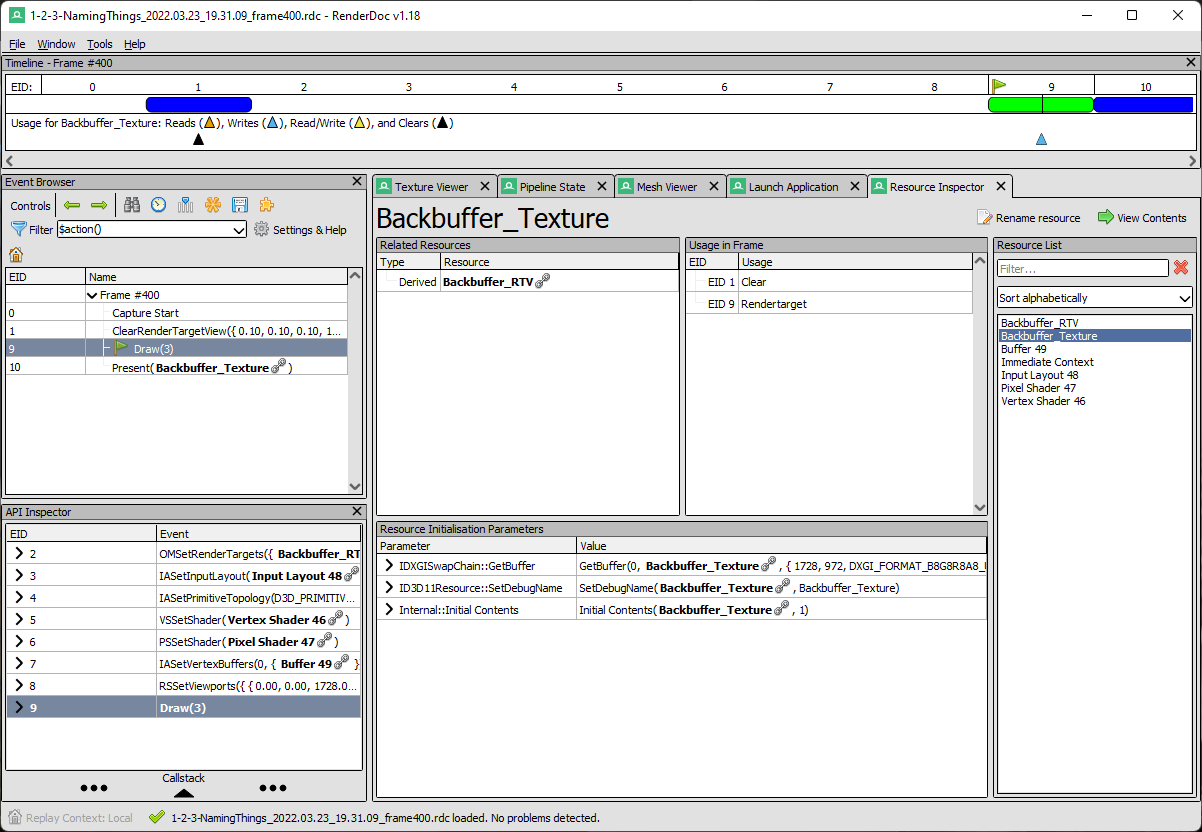 1-2-3-NamingThings_2022.03.23_19.31.09_frame400.rdc - RenderDoc v1.18
File Window Tools Help
Timeline - Frame #400
EID: 0 1 2 3 4 5 6 7 8 9 10
Usage for Backbuffer_Texture: Reads ( ), Writes ( ), Read/Write ( ), and Clears ( )
Event Browser
Controls
Filter $action() Settings & Help
EID Name
Frame #400
0 Capture Start
1 ClearRenderTargetView({ 0.10, 0.10, 0.10, 1...
9 Draw(3)
10 Present( Backbuffer_Texture )
API Inspector
EID Event
2 OMSetRenderTargets({ Backbuffer_RT
3 IASetInputLayout( Input Layout 48
4 IASetPrimitiveTopology(D3D_PRIMITIV...
5 VSSetShader( Vertex Shader 46 )
6 PSSetShader( Pixel Shader 47 )
7 IASetVertexBuffers(0, { Buffer 49 }
8 RSSetViewports({ { 0.00, 0.00, 1728.0...
9 Draw(3)
Callstack
Texture Viewer Pipeline State Mesh Viewer Launch Application Resource Inspector
Backbuffer_Texture
Rename resource View Contents
Related Resources
Type Resource
Derived Backbuffer_RTV
Usage in Frame
EID Usage
EID 1 Clear
EID 9 Rendertarget
Resource List
Filter...
Sort alphabetically
Backbuffer_RTV
Backbuffer_Texture
Buffer 49
Immediate Context
Input Layout 48
Pixel Shader 47
Vertex Shader 46
Resource Initialisation Parameters
Parameter Value
IDXGISwapChain::GetBuffer GetBuffer(0, Backbuffer_Texture , { 1728, 972, DXGI_FORMAT_B8G8R8A8_U
ID3D11Resource::SetDebugName SetDebugName( Backbuffer_Texture , Backbuffer_Texture)
Internal::Initial Contents Initial Contents( Backbuffer_Texture , 1)
Replay Context: Local 1-2-3-NamingThings_2022.03.23_19.31.09_frame400.rdc loaded. No problems detected.